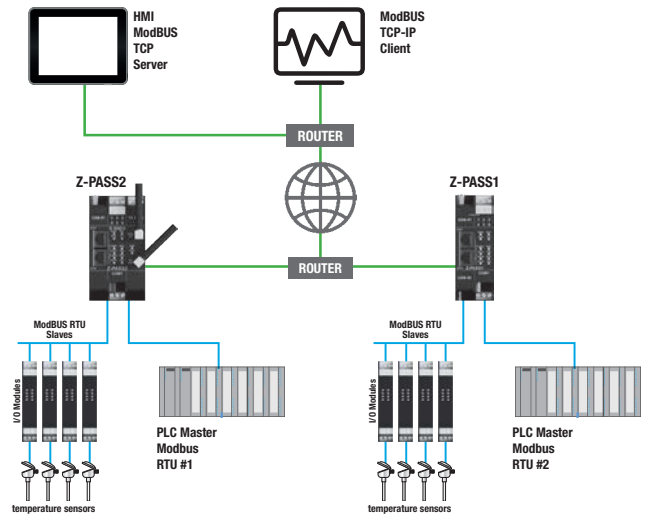 HMI
ModBUS
TCP
Server
ModBUS
TCP-IP
Client
ROUTER
Z-PASS2
Z-PASS1
ROUTER
ModBUS RTU
Slaves
I/O Modules
PLC Master
Modbus
RTU #1
temperature sensors
ModBUS RTU
Slaves
I/O Modules
PLC Master
Modbus
RTU #2
temperature sensors